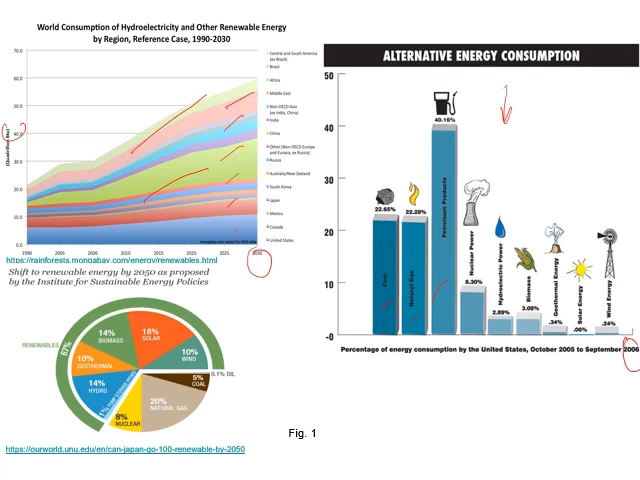 World Consumption of Hydroelectricity and Other Renewable Energy
by Region, Reference Case, 1990-2030
70.0
60.0
50.0
40.0
30.0
20.0
10.0
0.0
(Quadrillion Btu)
1990
1995
2000
2005
2010
2015
2020
2025
2030
Central and South America
(ex Brazil)
Brazil
Africa
Middle East
Non-OECD Asia
(ex India, China)
India
China
Other (Non-OECD Europe
and Eurasia, ex Russia)
Russia
Australia/New Zealand
South Korea
Japan
Mexico
Canada
United States
https://rainforests.mongabay.com/energy/renewables.html
Shift to renewable energy by 2050 as proposed
by the Institute for Sustainable Energy Policies
RENEWABLES
67%
14%
BIOMASS
18%
SOLAR
10%
WIND
10%
GEOTHERMAL
14%
HYDRO
1%
8%
NUCLEAR
20%
NATURAL GAS
5%
COAL
0.1% OIL
https://ourworld.unu.edu/en/can-japan-go-100-renewable-by-2050
ALTERNATIVE ENERGY CONSUMPTION
50
40
30
20
10
-0
22.65%
Coal
22.28%
Natural Gas
40.16%
Petroleum Products
8.30%
Nuclear Power
2.89%
Hydroelectric Power
3.08%
Biomass
.34%
Geothermal Energy
.06%
Solar Energy
.24%
Wind Energy
Percentage of energy consumption by the United States, October 2005 to September 2006
Fig. 1